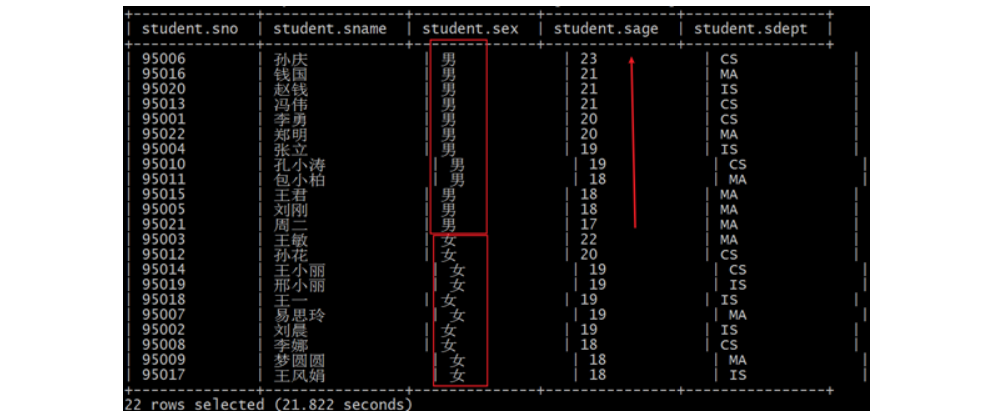 student.sno | student.sname | student.sex | student.sage | student.sdept |
95006 | 孙庆 | 男 | 23 | CS |
95016 | 钱国 | 男 | 21 | MA |
95020 | 赵钱 | 男 | 21 | IS |
95013 | 冯伟 | 男 | 21 | CS |
95001 | 李勇 | 男 | 20 | CS |
95022 | 郑明 | 男 | 20 | MA |
95004 | 张立 | 男 | 19 | IS |
95010 | 孔小涛 | 男 | 19 | CS |
95011 | 包小柏 | 男 | 18 | MA |
95015 | 王君 | 男 | 18 | MA |
95005 | 刘刚 | 男 | 18 | MA |
95021 | 周二 | 男 | 17 | MA |
95003 | 王敏 | 女 | 22 | MA |
95012 | 孙花 | 女 | 20 | CS |
95014 | 王小丽 | 女 | 19 | CS |
95019 | 邢小丽 | 女 | 19 | IS |
95018 | 王一 | 女 | 19 | IS |
95007 | 易思玲 | 女 | 19 | MA |
95002 | 刘晨 | 女 | 19 | IS |
95008 | 李娜 | 女 | 18 | CS |
95009 | 梦圆圆 | 女 | 18 | MA |
95017 | 王风娟 | 女 | 18 | IS |
22 rows selected (21.822 seconds)